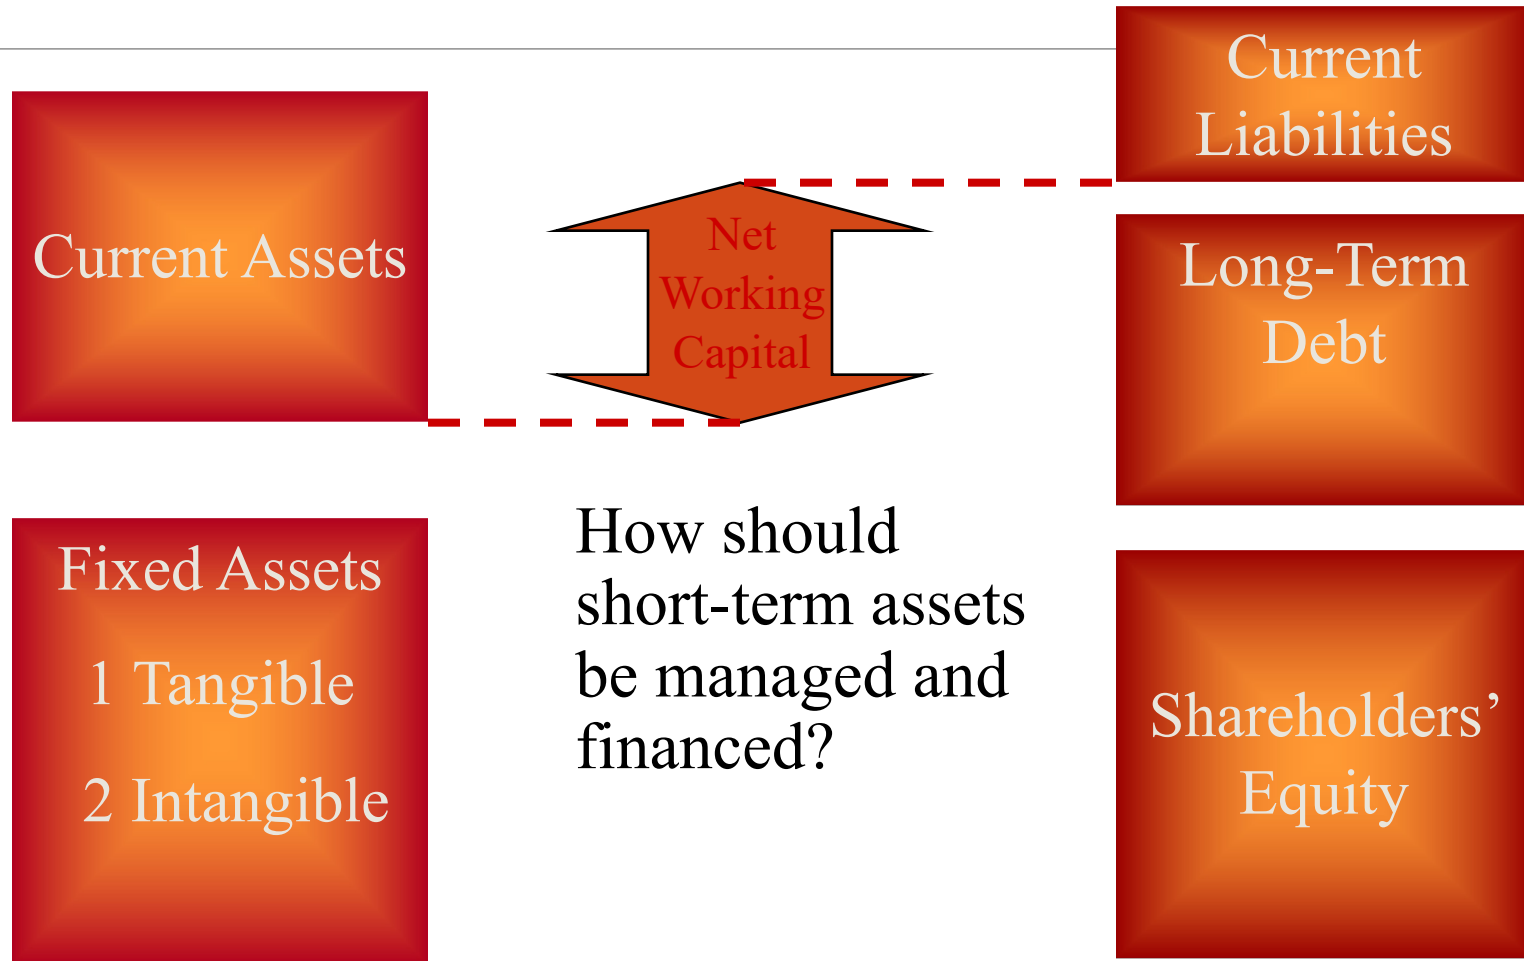 Current Assets
Fixed Assets
1 Tangible
2 Intangible
Net
Working
Capital
How should
short-term assets
be managed and
financed?
Current
Liabilities
Long-Term
Debt
Shareholders’
Equity